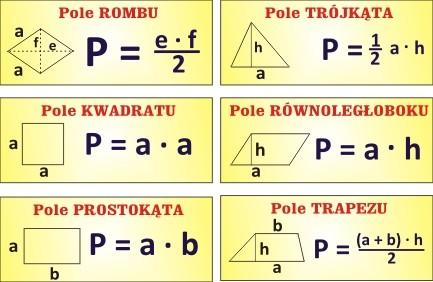 Pole ROMBU
a
f e
a
P = e · f / 2
Pole TRÓJKĄTA
h
a
P = 1/2 a · h
Pole KWADRATU
a
a
P = a · a
Pole RÓWNOLEGŁOBOKU
h
a
P = a · h
Pole PROSTOKĄTA
a
b
P = a · b
Pole TRAPEZU
b
h
a
P = (a + b) · h / 2